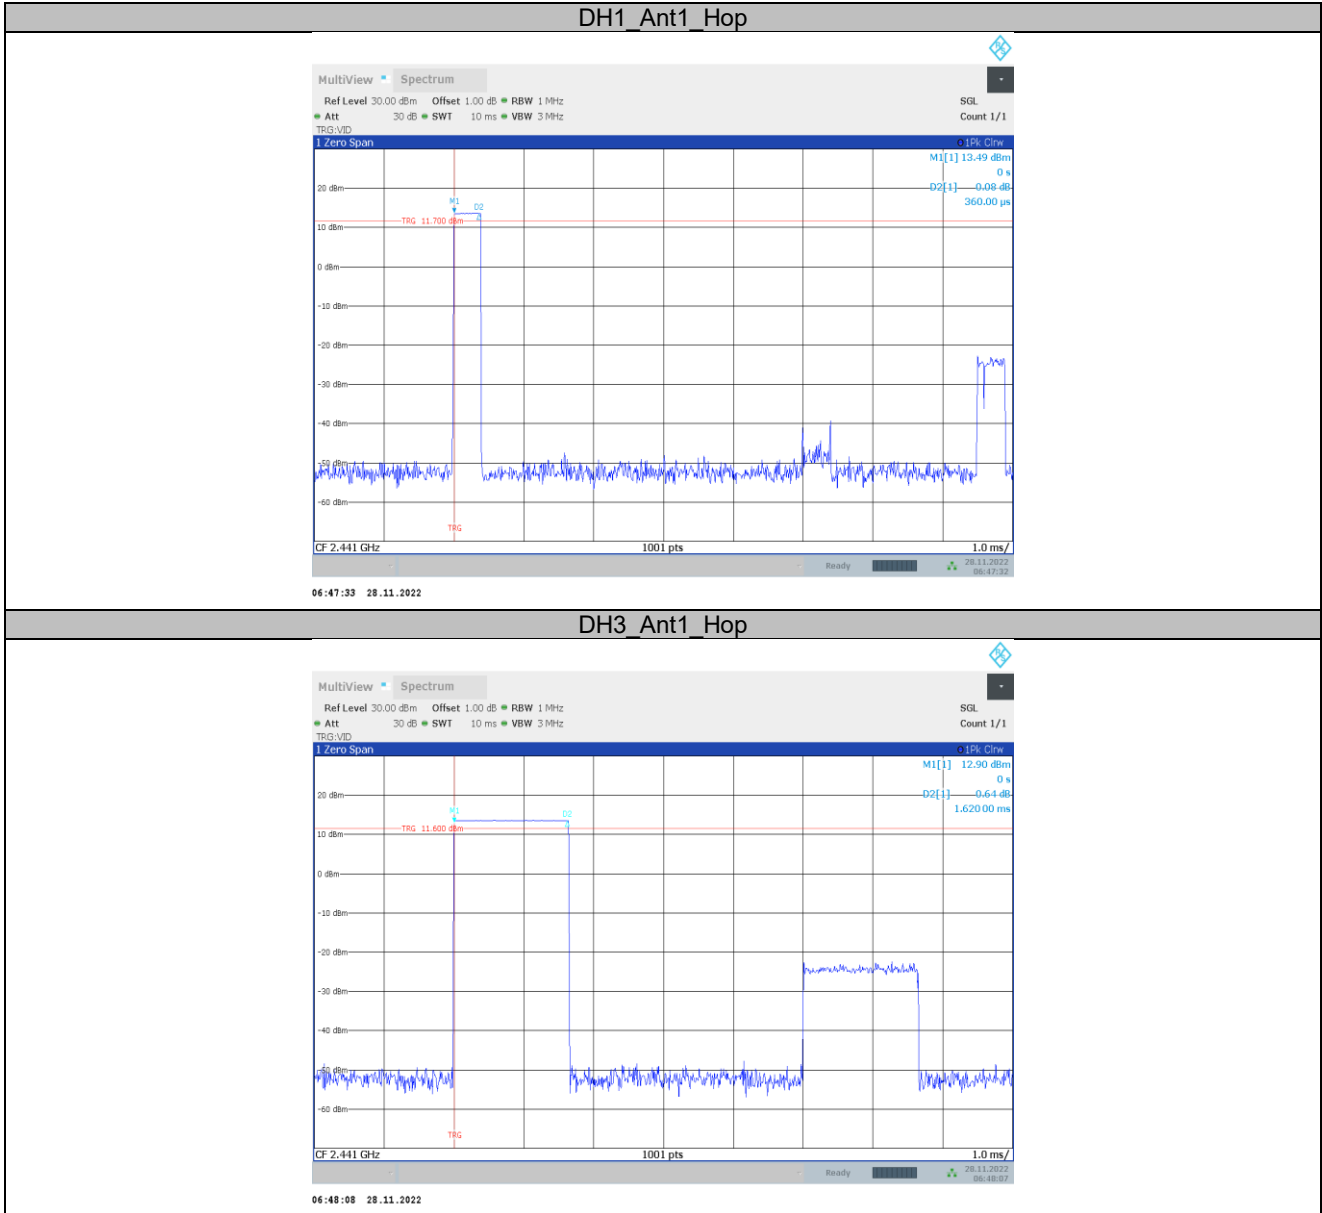 DH1_Ant1_Hop
MultiView Spectrum
Ref Level 30.00 dBm Offset 1.00 dB RBW 1 MHz SGL
Att 30 dB SWT 10 ms VBW 3 MHz Count 1/1
TRG:VID
1 Zero Span 1Pk Clrw
M1[1] 13.49 dBm
0 s
20 dBm D2[1] -0.08 dB
M1 D2 360.00 µs
TRG 11.700 dBm
10 dBm
0 dBm
-10 dBm
-20 dBm
-30 dBm
-40 dBm
-50 dBm
-60 dBm
TRG
CF 2.441 GHz 1001 pts 1.0 ms/
Ready 28.11.2022
06:47:32
06:47:33 28.11.2022
DH3_Ant1_Hop
MultiView Spectrum
Ref Level 30.00 dBm Offset 1.00 dB RBW 1 MHz SGL
Att 30 dB SWT 10 ms VBW 3 MHz Count 1/1
TRG:VID
1 Zero Span 1Pk Clrw
M1[1] 12.90 dBm
0 s
20 dBm D2[1] 0.64 dB
M1 D2 1.62000 ms
TRG 11.600 dBm
10 dBm
0 dBm
-10 dBm
-20 dBm
-30 dBm
-40 dBm
-50 dBm
-60 dBm
TRG
CF 2.441 GHz 1001 pts 1.0 ms/
Ready 28.11.2022
06:48:07
06:48:08 28.11.2022